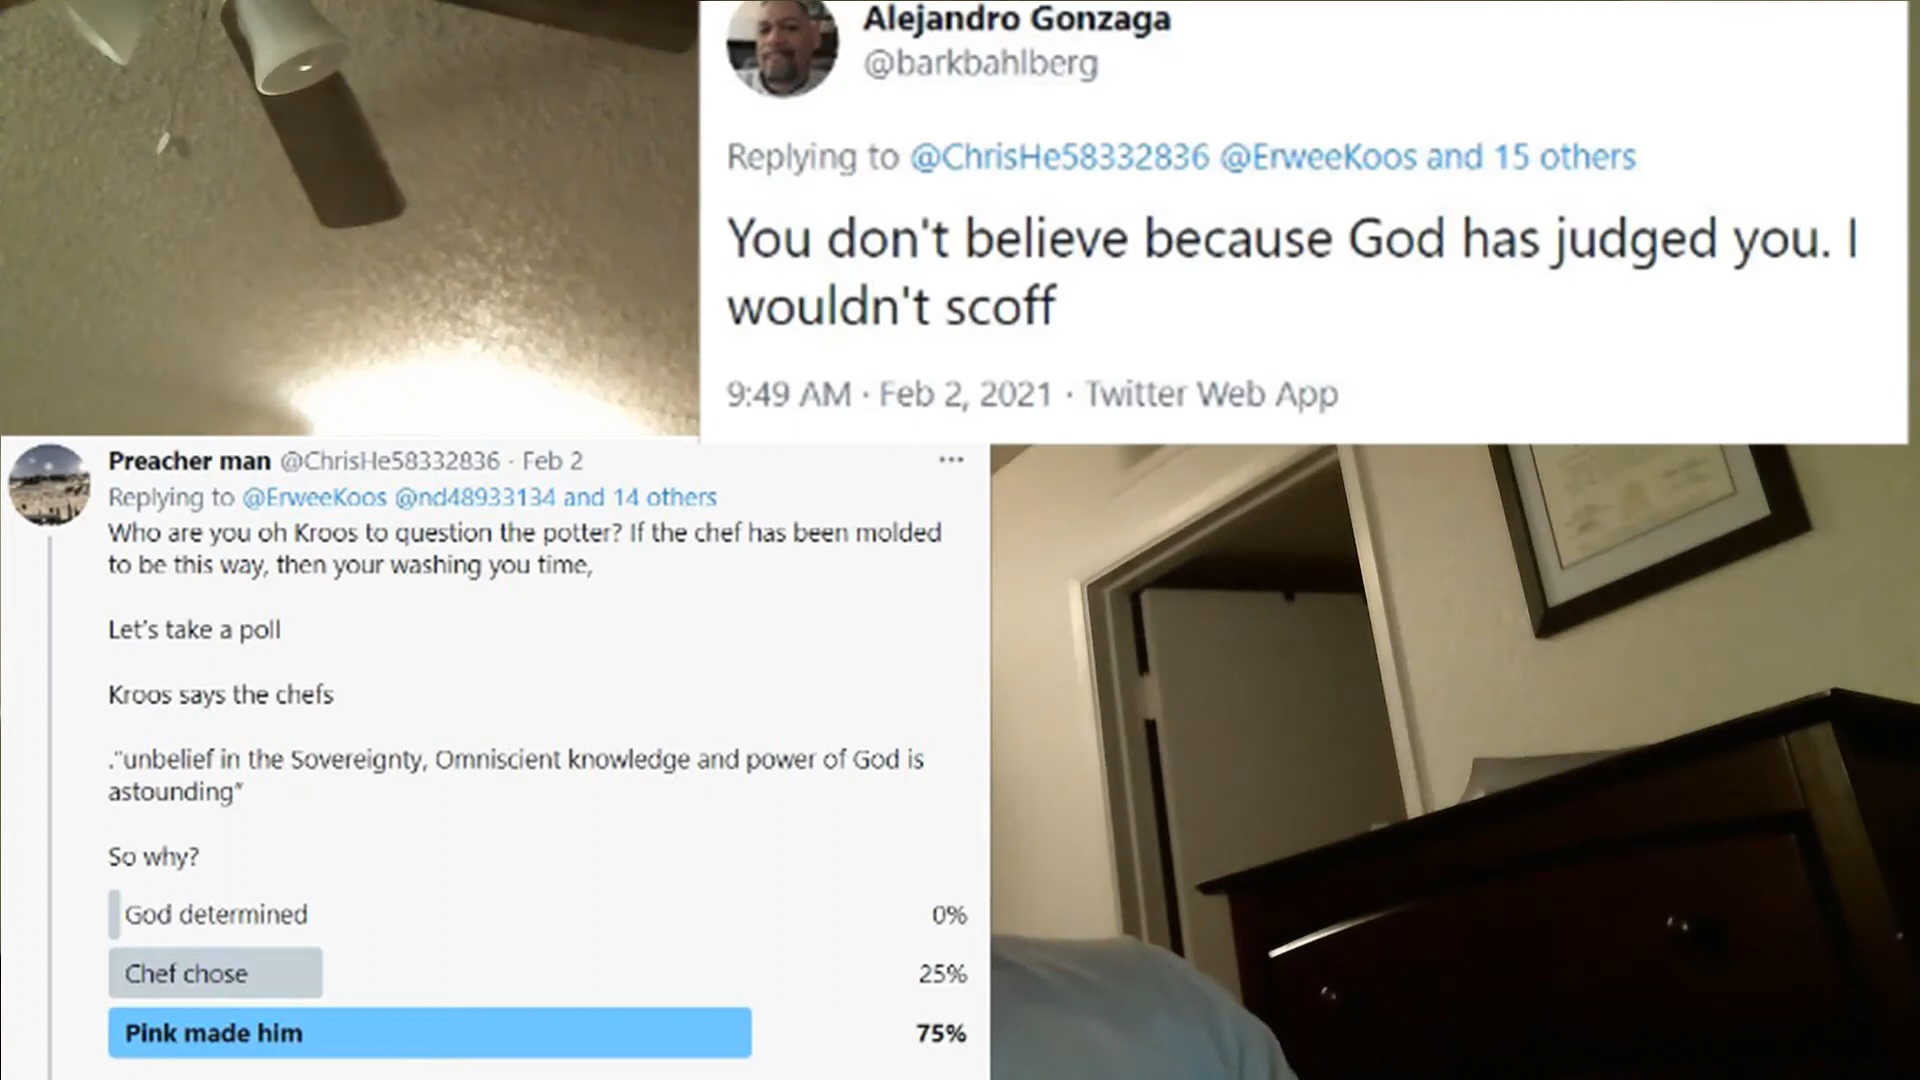 Alejandro Gonzaga
@barkbahlberg
Replying to @ChrisHe58332836 @ErweeKoos and 15 others
You don't believe because God has judged you. I
wouldn't scoff
9:49 AM · Feb 2, 2021 · Twitter Web App
Preacher man @ChrisHe58332836 · Feb 2
Replying to @ErweeKoos @nd48933134 and 14 others
Who are you oh Kroos to question the potter? If the chef has been molded
to be this way, then your washing you time,
Let's take a poll
Kroos says the chefs
."unbelief in the Sovereignty, Omniscient knowledge and power of God is
astounding"
So why?
God determined 0%
Chef chose 25%
Pink made him 75%